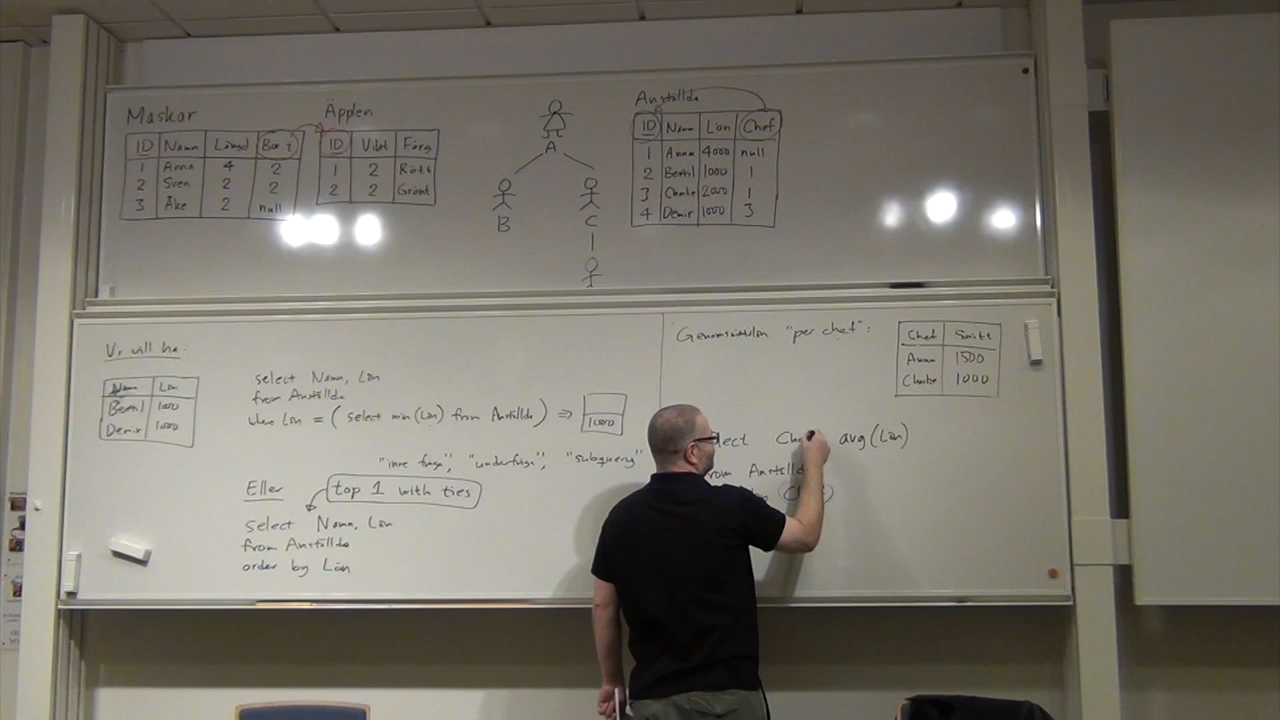 Maskar
ID Namn Längd Bor i
1 Anna 4 2
2 Sven 2 2
3 Åke 2 null
Äpplen
ID Vikt Färg
1 2 Rött
2 2 Grönt
A
B
C
Anställda
ID Namn Lön Chef
1 Anna 4000 null
2 Bertil 1000 1
3 Charlie 2000 1
4 Demir 1000 3
Vi vill ha:
Namn Lön
Bertil 1000
Demir 1000
select Namn, Lön
from Anställda
where Lön = ( select min(Lön) from Anställda ) ⇒ 1000
"inre fråga", "underfråga", "subquery"
Eller top 1 with ties
select Namn, Lön
from Anställda
order by Lön
Genomsnittslön "per chef":
Chef Snitt
Anna 1500
Charlie 1000
avg(Lön)